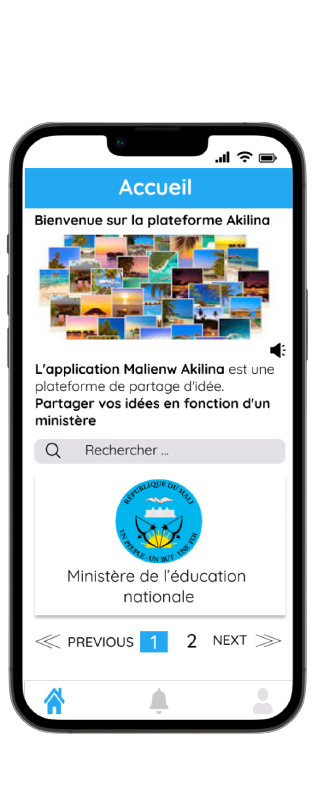 Accueil
Bienvenue sur la plateforme Akilina
L'application Malienw Akilina est une
plateforme de partage d'idée.
Partager vos idées en fonction d'un
ministère
Rechercher ...
RÉPUBLIQUE DU MALI
UN PEUPLE - UN BUT - UNE FOI
Ministère de l'éducation
nationale
PREVIOUS 1 2 NEXT